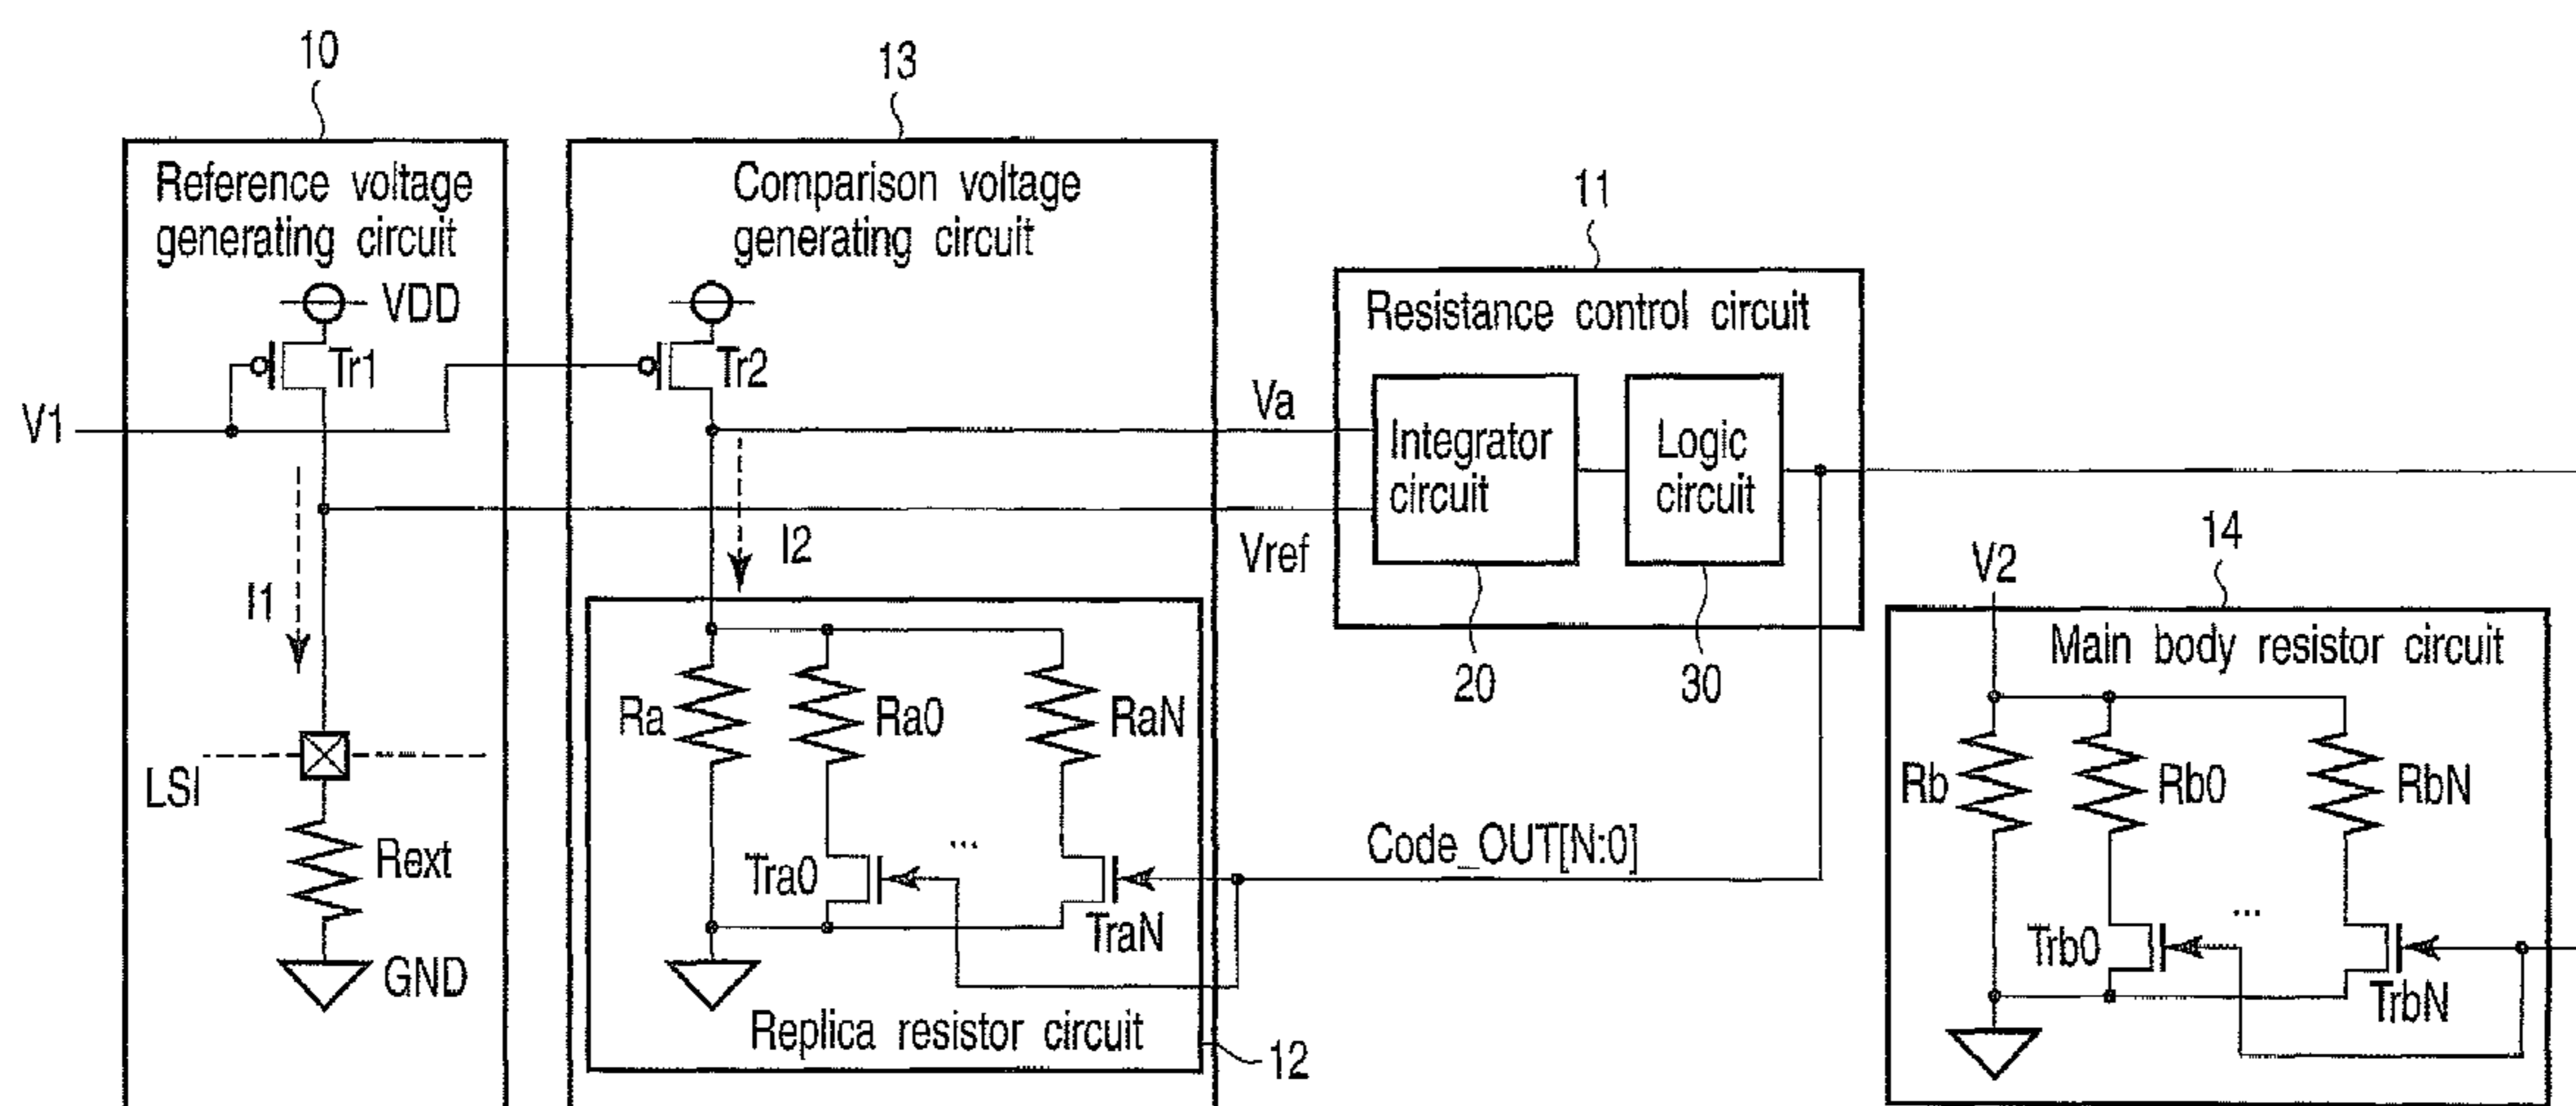 10
Reference voltage
generating circuit
VDD
Tr1
V1
I1
LSI
Rext
GND
13
Comparison voltage
generating circuit
Tr2
I2
Va
Vref
Ra
Ra0
RaN
Tra0
...
TraN
Replica resistor circuit
12
11
Resistance control circuit
Integrator
circuit
Logic
circuit
20
30
Code_OUT[N:0]
14
V2
Main body resistor circuit
Rb
Rb0
RbN
Trb0
...
TrbN